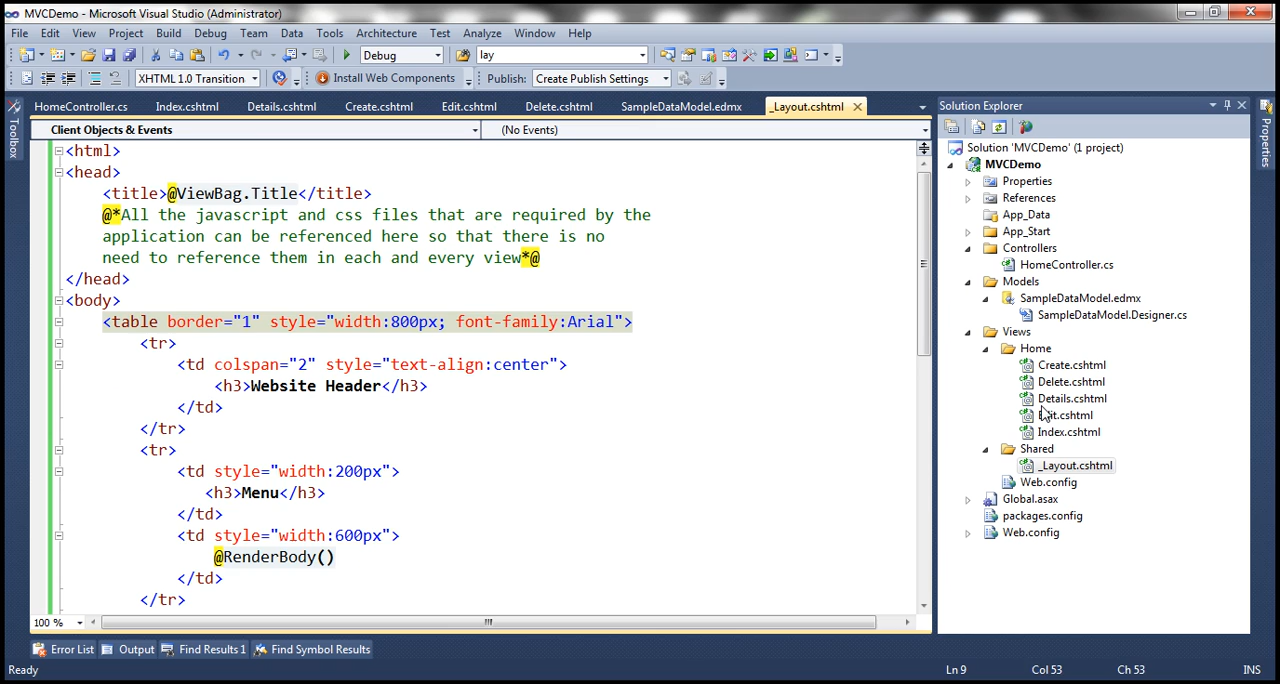 MVCDemo - Microsoft Visual Studio (Administrator)
File Edit View Project Build Debug Team Data Tools Architecture Test Analyze Window Help
Debug lay
XHTML 1.0 Transition Install Web Components Publish: Create Publish Settings
HomeController.cs Index.cshtml Details.cshtml Create.cshtml Edit.cshtml Delete.cshtml SampleDataModel.edmx _Layout.cshtml
Client Objects & Events (No Events)
<html>
<head>
<title>@ViewBag.Title</title>
@*All the javascript and css files that are required by the
application can be referenced here so that there is no
need to reference them in each and every view*@
</head>
<body>
<table border="1" style="width:800px; font-family:Arial">
<tr>
<td colspan="2" style="text-align:center">
<h3>Website Header</h3>
</td>
</tr>
<tr>
<td style="width:200px">
<h3>Menu</h3>
</td>
<td style="width:600px">
@RenderBody()
</td>
</tr>
100 %
Toolbox
Solution Explorer
Solution 'MVCDemo' (1 project)
MVCDemo
Properties
References
App_Data
App_Start
Controllers
HomeController.cs
Models
SampleDataModel.edmx
SampleDataModel.Designer.cs
Views
Home
Create.cshtml
Delete.cshtml
Details.cshtml
Edit.cshtml
Index.cshtml
Shared
_Layout.cshtml
Web.config
Global.asax
packages.config
Web.config
Properties
Error List Output Find Results 1 Find Symbol Results
Ready Ln 9 Col 53 Ch 53 INS